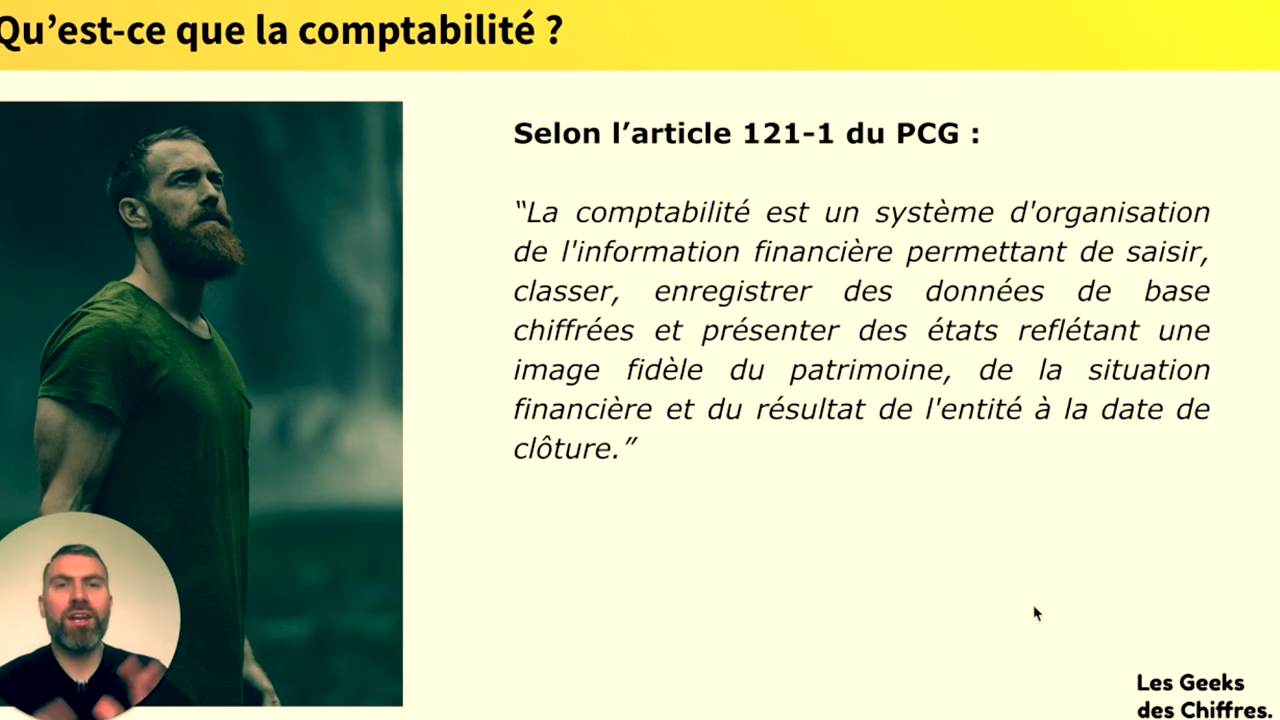 Qu’est-ce que la comptabilité ?
Selon l’article 121-1 du PCG :
“La comptabilité est un système d'organisation
de l'information financière permettant de saisir,
classer, enregistrer des données de base
chiffrées et présenter des états reflétant une
image fidèle du patrimoine, de la situation
financière et du résultat de l'entité à la date de
clôture.”
Les Geeks
des Chiffres.